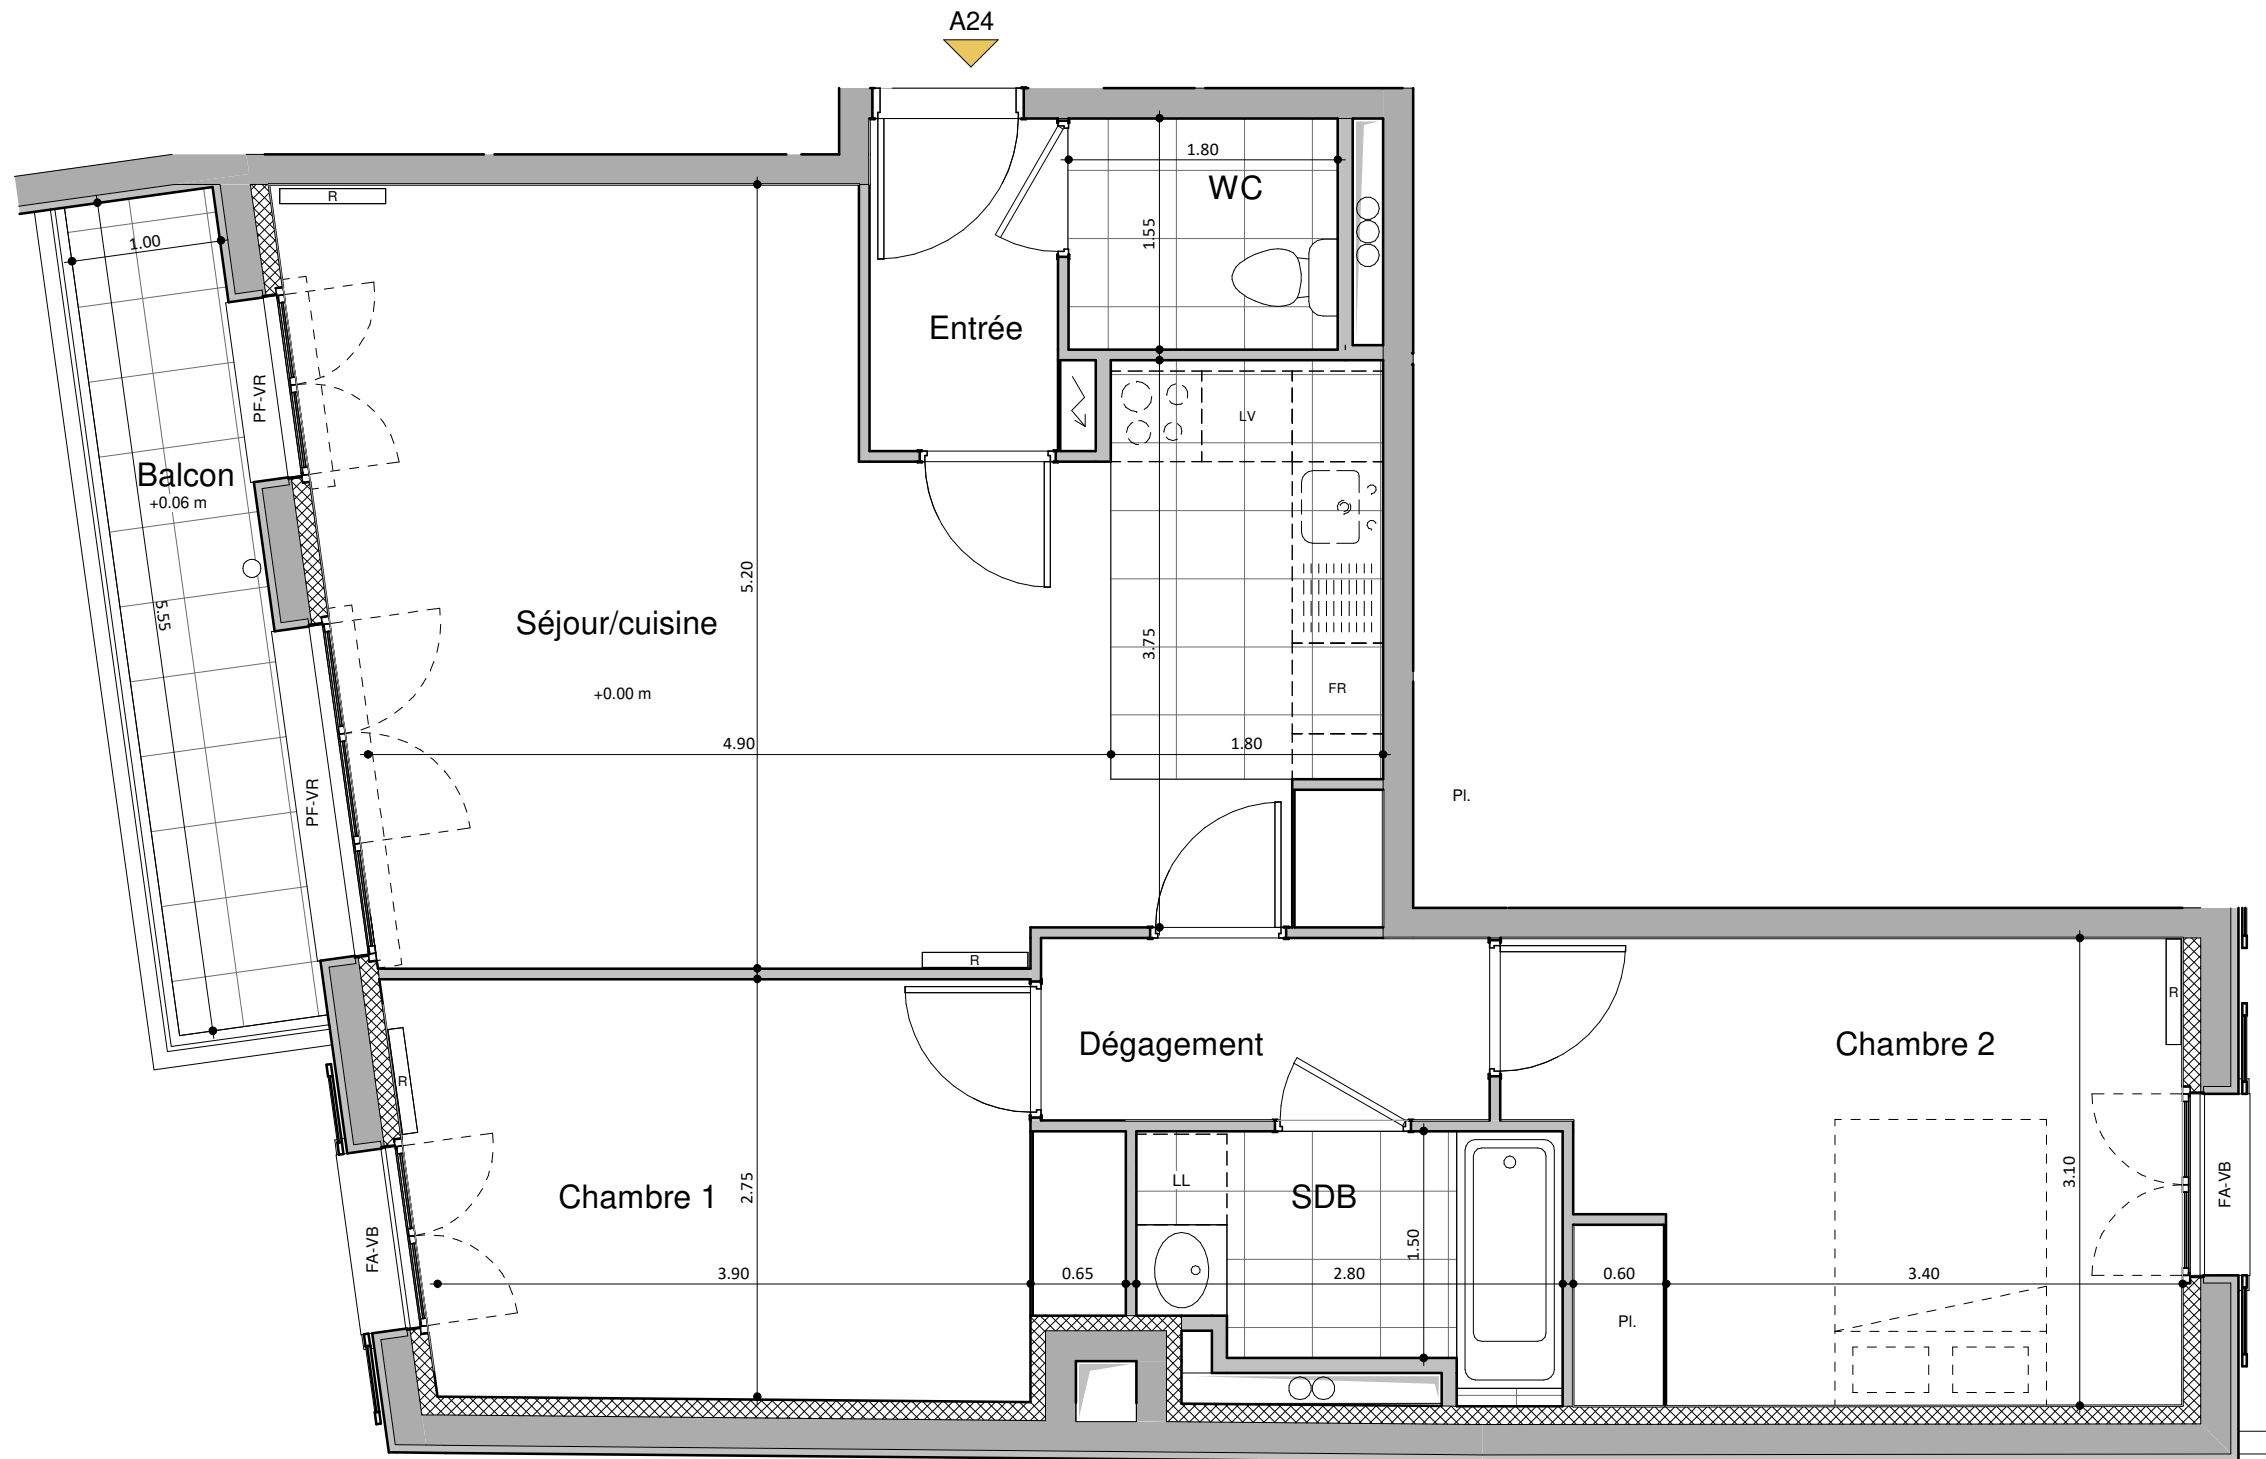 A24
R
1.80
WC
1.00
1.55
Entrée
PF-VR
LV
Balcon
+0.06 m
5.20
5.55
Séjour/cuisine
3.75
+0.00 m
FR
4.90
1.80
PF-VR
Pl.
R
R
Dégagement
Chambre 2
R
Chambre 1
2.75
LL
SDB
3.10
FA-VB
FA-VB
1.50
3.90
0.65
2.80
0.60
3.40
Pl.